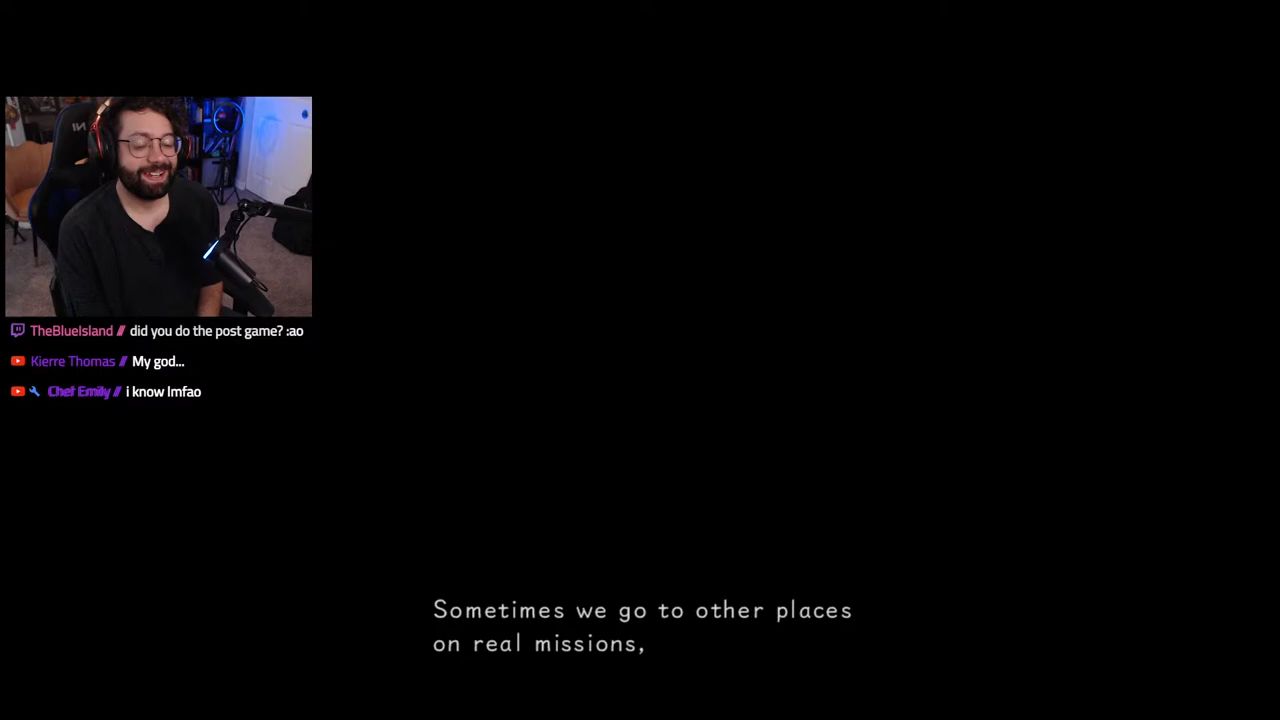 TheBlueIsland // did you do the post game? :ao
Kierre Thomas // My god...
Chef Emily // i know lmfao
Sometimes we go to other places
on real missions,